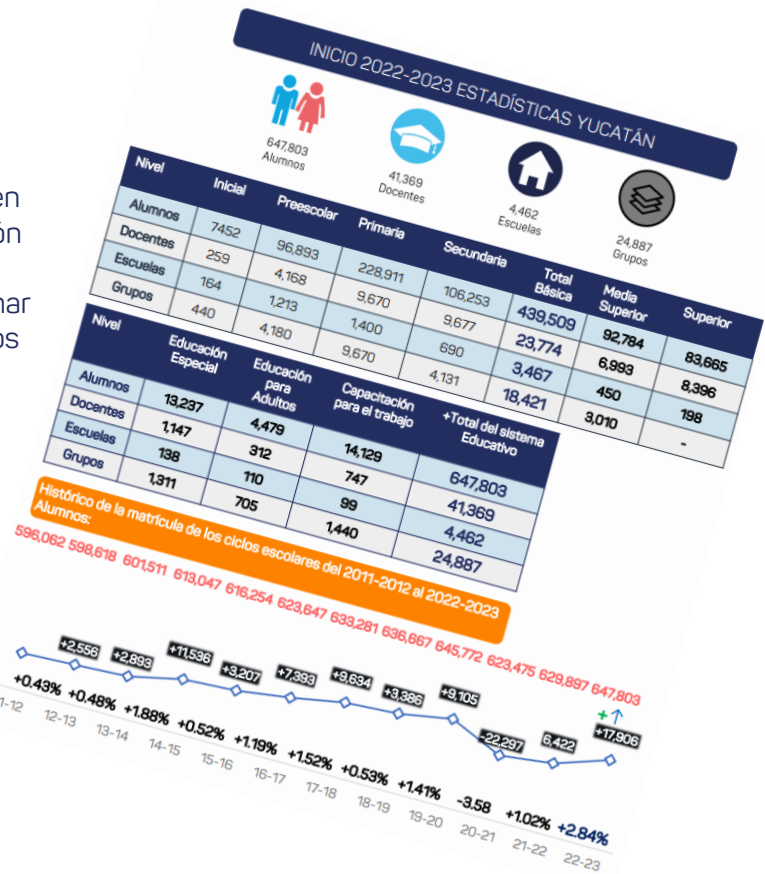 en
ón
nar
os
INICIO 2022-2023 ESTADÍSTICAS YUCATÁN
647,803
Alumnos
41,369
Docentes
4,462
Escuelas
24,887
Grupos
Nivel Inicial Preescolar Primaria Secundaria Total Básica Media Superior Superior
Alumnos 7452 96,893 228,911 106,253 439,509 92,784 83,665
Docentes 259 4,168 9,670 9,677 23,774 6,993 8,396
Escuelas 164 1,213 1,400 690 3,467 450 198
Grupos 440 4,180 9,670 4,131 18,421 3,010 -
Nivel Educación Especial Educación para Adultos Capacitación para el trabajo +Total del sistema Educativo
Alumnos 13,237 4,479 14,129 647,803
Docentes 1,147 312 747 41,369
Escuelas 138 110 99 4,462
Grupos 1,311 705 1,440 24,887
Histórico de la matrícula de los ciclos escolares del 2011-2012 al 2022-2023
Alumnos:
596,062 598,618 601,511 613,047 616,254 623,647 633,281 636,667 645,772 623,475 629,897 647,803
+
+2,556 +2,893 +11,536 +3,207 +7,393 +9,634 +3,386 +9,105 -22,297 6,422 +17,906
+0.43% +0.48% +1.88% +0.52% +1.19% +1.52% +0.53% +1.41% -3.58 +1.02% +2.84%
1-12 12-13 13-14 14-15 15-16 16-17 17-18 18-19 19-20 20-21 21-22 22-23